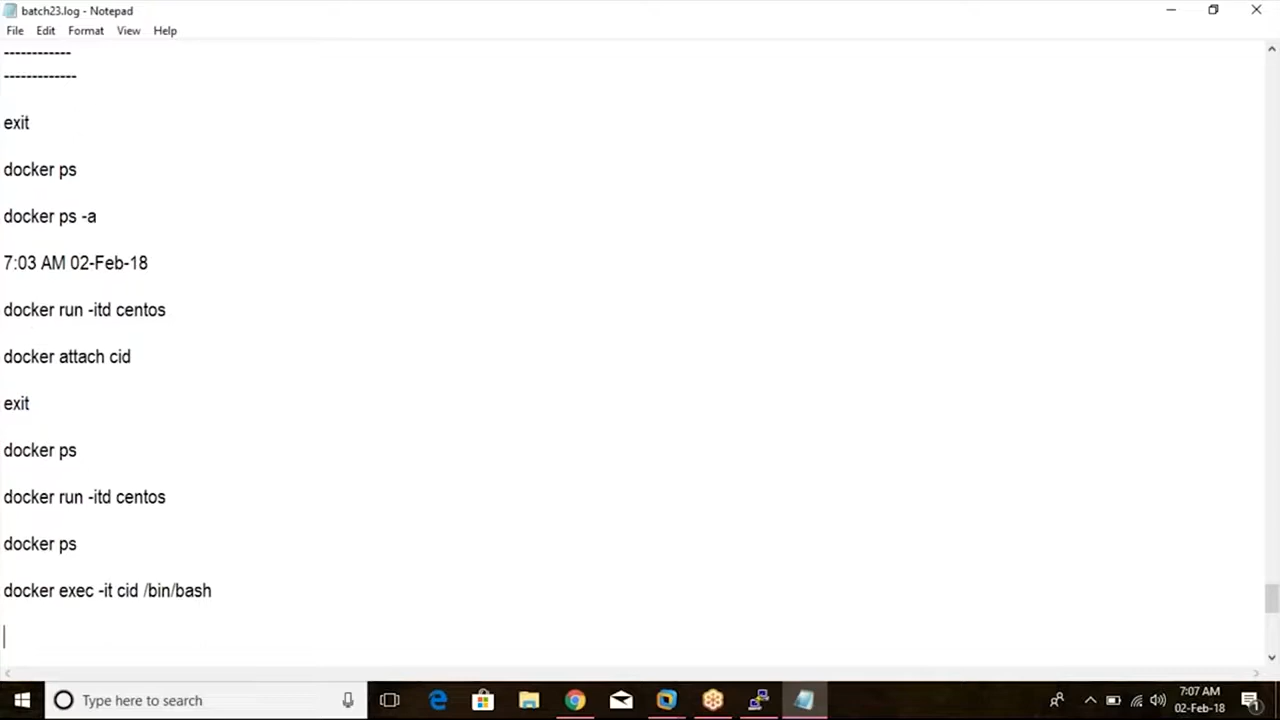 batch23.log - Notepad
File Edit Format View Help
------------
-------------
exit
docker ps
docker ps -a
7:03 AM 02-Feb-18
docker run -itd centos
docker attach cid
exit
docker ps
docker run -itd centos
docker ps
docker exec -it cid /bin/bash
Type here to search
7:07 AM
02-Feb-18
1